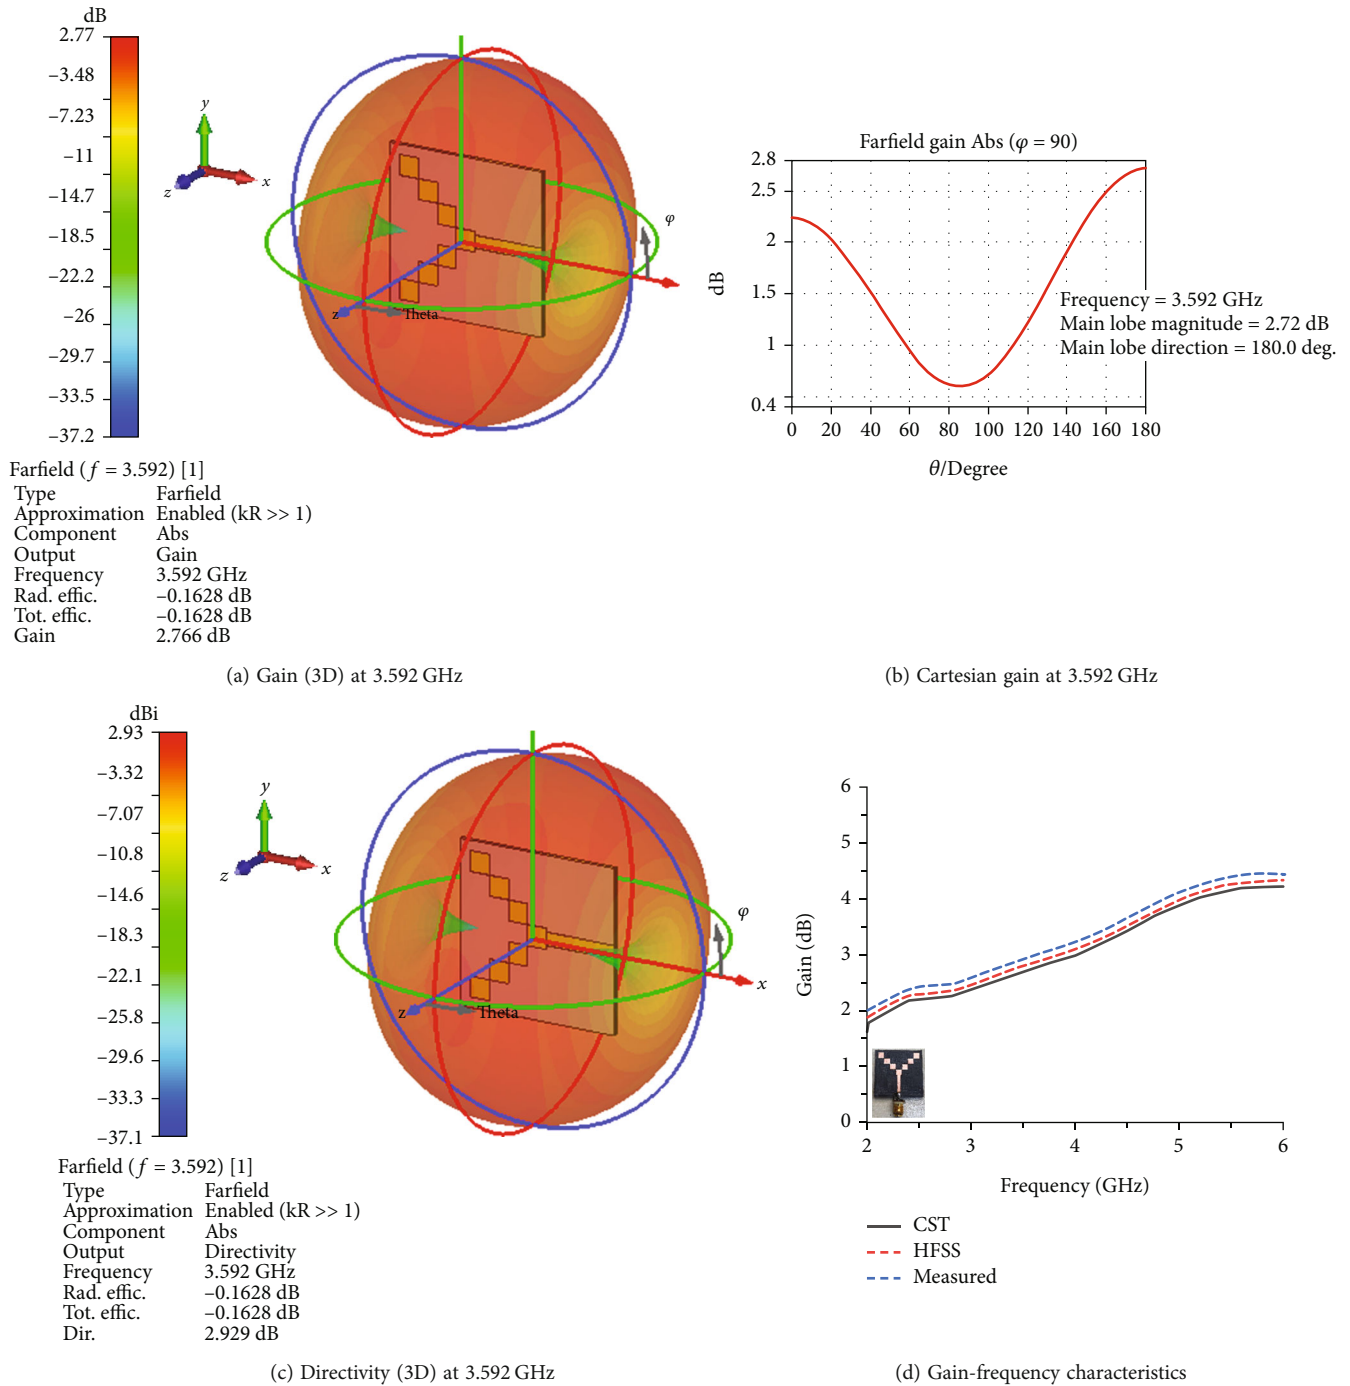 dB
2.77
−3.48
−7.23
−11
−14.7
−18.5
−22.2
−26
−29.7
−33.5
−37.2
y
x
z
φ
z
Theta
Farfield (f = 3.592) [1]
Type Farfield
Approximation Enabled (kR >> 1)
Component Abs
Output Gain
Frequency 3.592 GHz
Rad. effic. −0.1628 dB
Tot. effic. −0.1628 dB
Gain 2.766 dB
(a) Gain (3D) at 3.592 GHz
Farfield gain Abs (φ = 90)
2.8
2.5
2
1.5
1
0.4
dB
0 20 40 60 80 100 120 140 160 180
θ/Degree
Frequency = 3.592 GHz
Main lobe magnitude = 2.72 dB
Main lobe direction = 180.0 deg.
(b) Cartesian gain at 3.592 GHz
dBi
2.93
−3.32
−7.07
−10.8
−14.6
−18.3
−22.1
−25.8
−29.6
−33.3
−37.1
y
x
z
φ
x
z
Theta
Farfield (f = 3.592) [1]
Type Farfield
Approximation Enabled (kR >> 1)
Component Abs
Output Directivity
Frequency 3.592 GHz
Rad. effic. −0.1628 dB
Tot. effic. −0.1628 dB
Dir. 2.929 dB
(c) Directivity (3D) at 3.592 GHz
6
5
4
3
2
1
0
Gain (dB)
2 3 4 5 6
Frequency (GHz)
CST
HFSS
Measured
(d) Gain-frequency characteristics